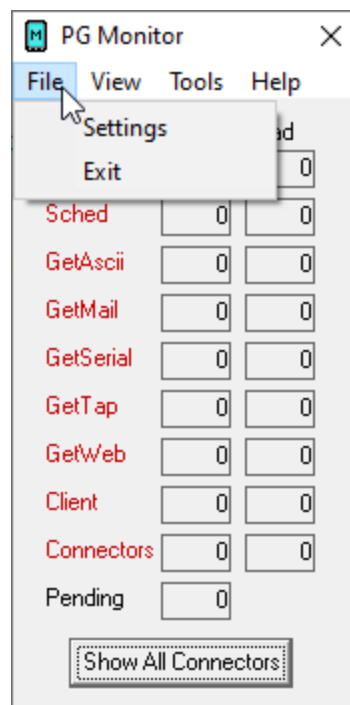 M PG Monitor
File View Tools Help
Settings
Exit
0
Sched 0 0
GetAscii 0 0
GetMail 0 0
GetSerial 0 0
GetTap 0 0
GetWeb 0 0
Client 0 0
Connectors 0 0
Pending 0
Show All Connectors